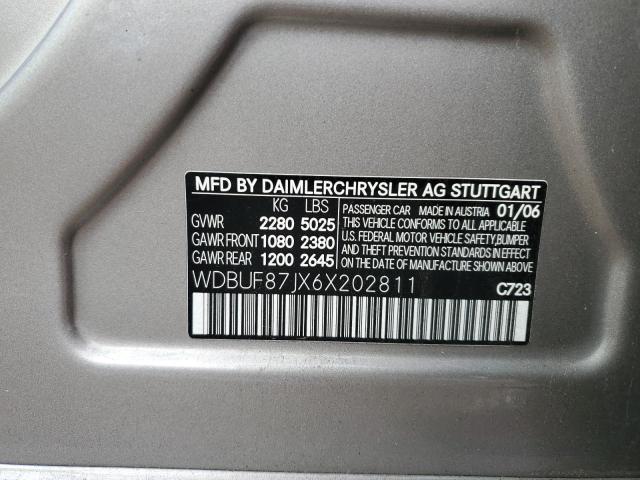 MFD BY DAIMLERCHRYSLER AG STUTTGART
KG LBS
GVWR 2280 5025
GAWR FRONT 1080 2380
GAWR REAR 1200 2645
PASSENGER CAR MADE IN AUSTRIA 01/06
THIS VEHICLE CONFORMS TO ALL APPLICABLE
U.S. FEDERAL MOTOR VEHICLE SAFETY,BUMPER
AND THEFT PREVENTION STANDARDS IN EFFECT
ON THE DATE OF MANUFACTURE SHOWN ABOVE.
WDBUF87JX6X202811
C723